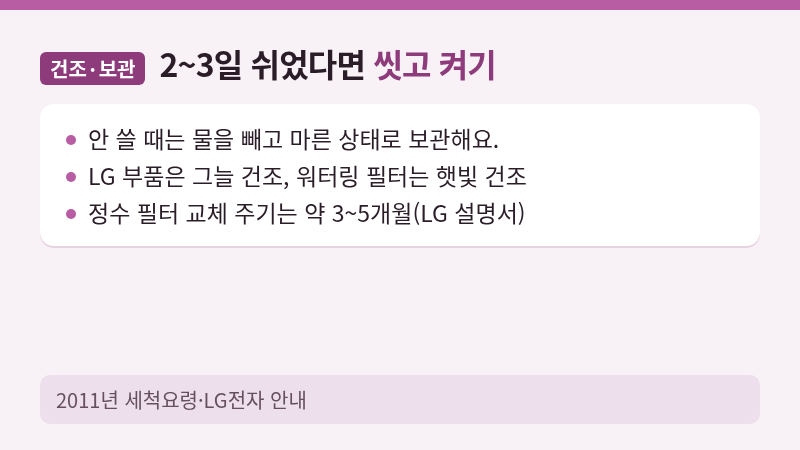 건조·보관 2~3일 쉬었다면 씻고 켜기
안 쓸 때는 물을 빼고 마른 상태로 보관해요.
LG 부품은 그늘 건조, 워터링 필터는 햇빛 건조
정수 필터 교체 주기는 약 3~5개월(LG 설명서)
2011년 세척요령·LG전자 안내